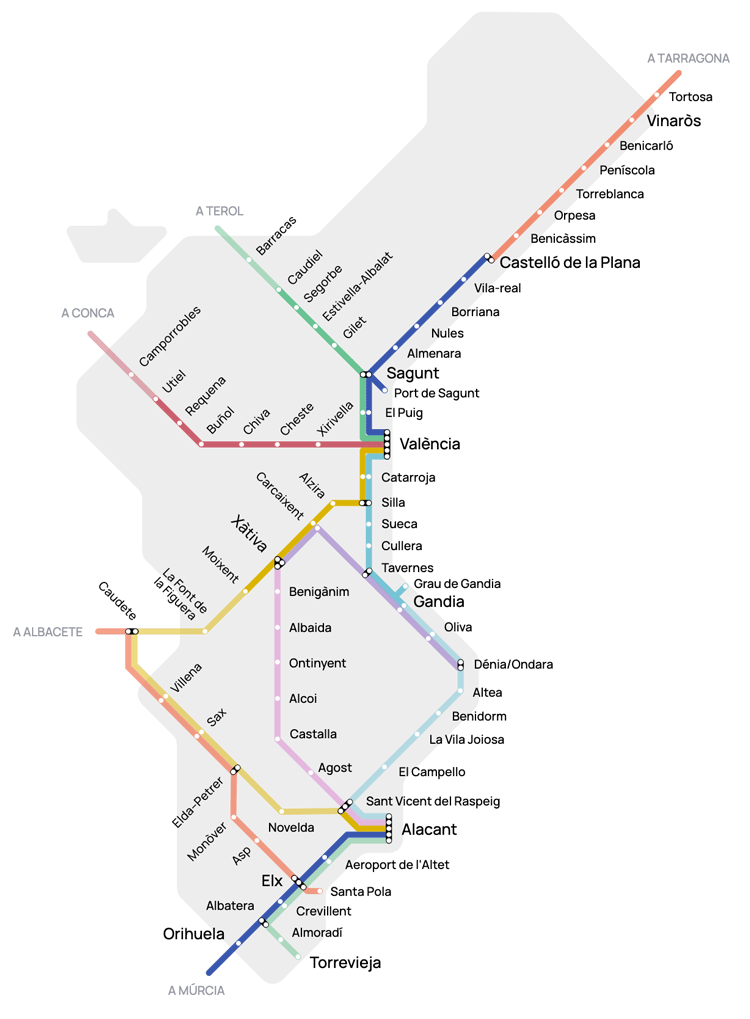 A TARRAGONA
Tortosa
Vinaròs
Benicarló
Peníscola
Torreblanca
Orpesa
Benicàssim
Castelló de la Plana
Vila-real
Borriana
Nules
Almenara
Sagunt
Port de Sagunt
El Puig
A TEROL
Barracas
Caudiel
Segorbe
Estivella-Albalat
Gilet
A CONCA
Camporrobles
Utiel
Requena
Buñol
Chiva
Cheste
Xirivella
València
Catarroja
Silla
Sueca
Cullera
Tavernes
Grau de Gandia
Gandia
Oliva
Dénia/Ondara
Altea
Benidorm
La Vila Joiosa
El Campello
Sant Vicent del Raspeig
Alacant
Alzira
Carcaixent
Xàtiva
Moixent
La Font de
la Figuera
Caudete
A ALBACETE
Benigànim
Albaida
Ontinyent
Alcoi
Castalla
Agost
Villena
Sax
Elda-Petrer
Novelda
Monòver
Asp
Elx
Aeroport de l'Altet
Santa Pola
Albatera
Crevillent
Orihuela
Almoradí
Torrevieja
A MÚRCIA